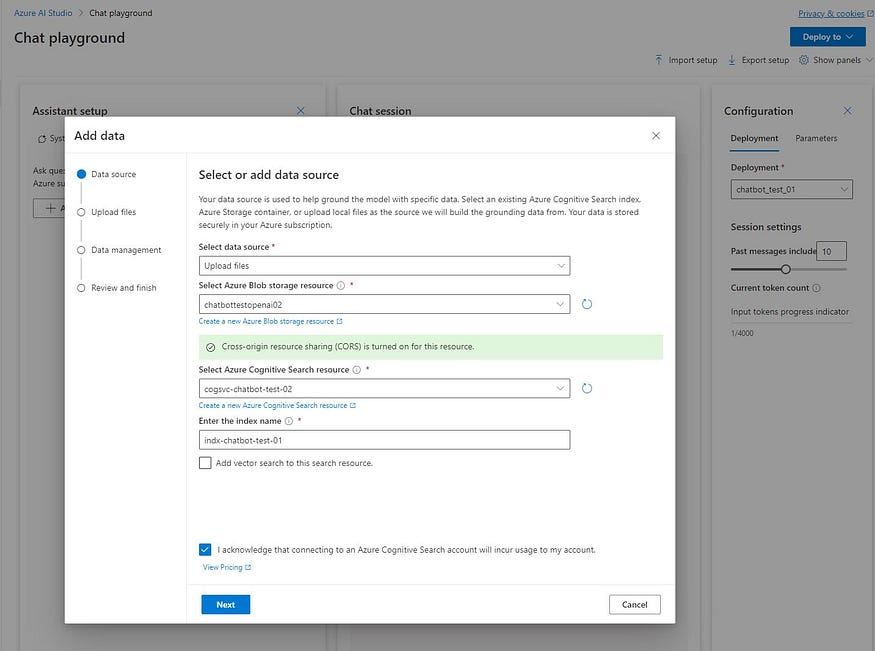 Azure AI Studio > Chat playground
Privacy & cookies
Chat playground
Deploy to
Import setup
Export setup
Show panels
Assistant setup
Chat session
Configuration
Deployment
Parameters
Deployment *
chatbot_test_01
Session settings
Past messages include
10
Current token count
Input tokens progress indicator
1/4000
Add data
Data source
Upload files
Data management
Review and finish
Select or add data source
Your data source is used to help ground the model with specific data. Select an existing Azure Cognitive Search index,
Azure Storage container, or upload local files as the source we will build the grounding data from. Your data is stored
securely in your Azure subscription.
Select data source *
Upload files
Select Azure Blob storage resource *
chatbottestopenai02
Create a new Azure Blob storage resource
Cross-origin resource sharing (CORS) is turned on for this resource.
Select Azure Cognitive Search resource *
cogsvc-chatbot-test-02
Create a new Azure Cognitive Search resource
Enter the index name *
indx-chatbot-test-01
Add vector search to this search resource.
I acknowledge that connecting to an Azure Cognitive Search account will incur usage to my account.
View Pricing
Next
Cancel